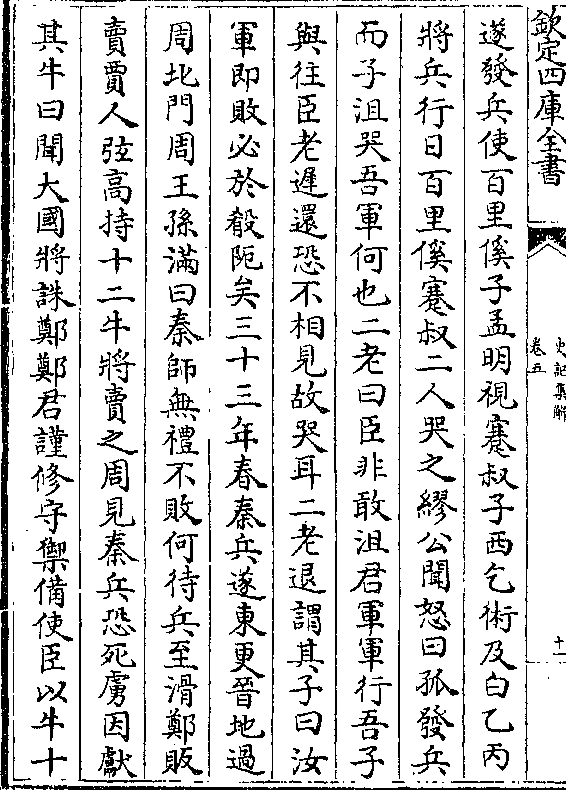 欽定四庫全書
史記集解
卷五
十一
遂發兵使百里傒子孟明視蹇叔子西乞術及白乙丙
將兵行日百里傒蹇叔二人哭之繆公聞怒曰孤發兵
而子沮哭吾軍何也二老曰臣非敢沮君軍軍行吾子
與往臣老遲還恐不相見故哭耳二老退謂其子曰汝
軍即敗必於殽阨矣三十三年春秦兵遂東更晉地過
周北門周王孫滿曰秦師無禮不敗何待兵至滑鄭販
賣賈人弦高持十二牛將賣之周見秦兵恐死虜因獻
其牛曰聞大國將誅鄭鄭君謹修守禦備使臣以牛十